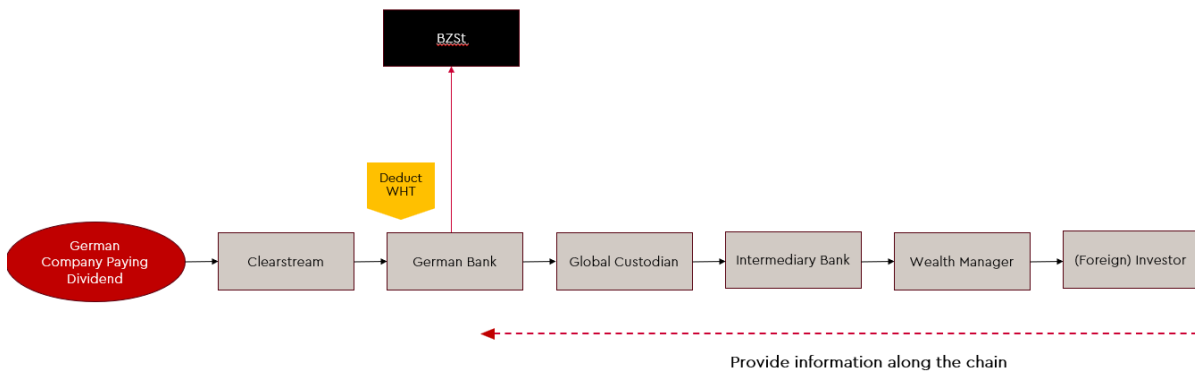 BZSt
Deduct
WHT
German
Company Paying
Dividend
Clearstream
German Bank
Global Custodian
Intermediary Bank
Wealth Manager
(Foreign) Investor
Provide information along the chain